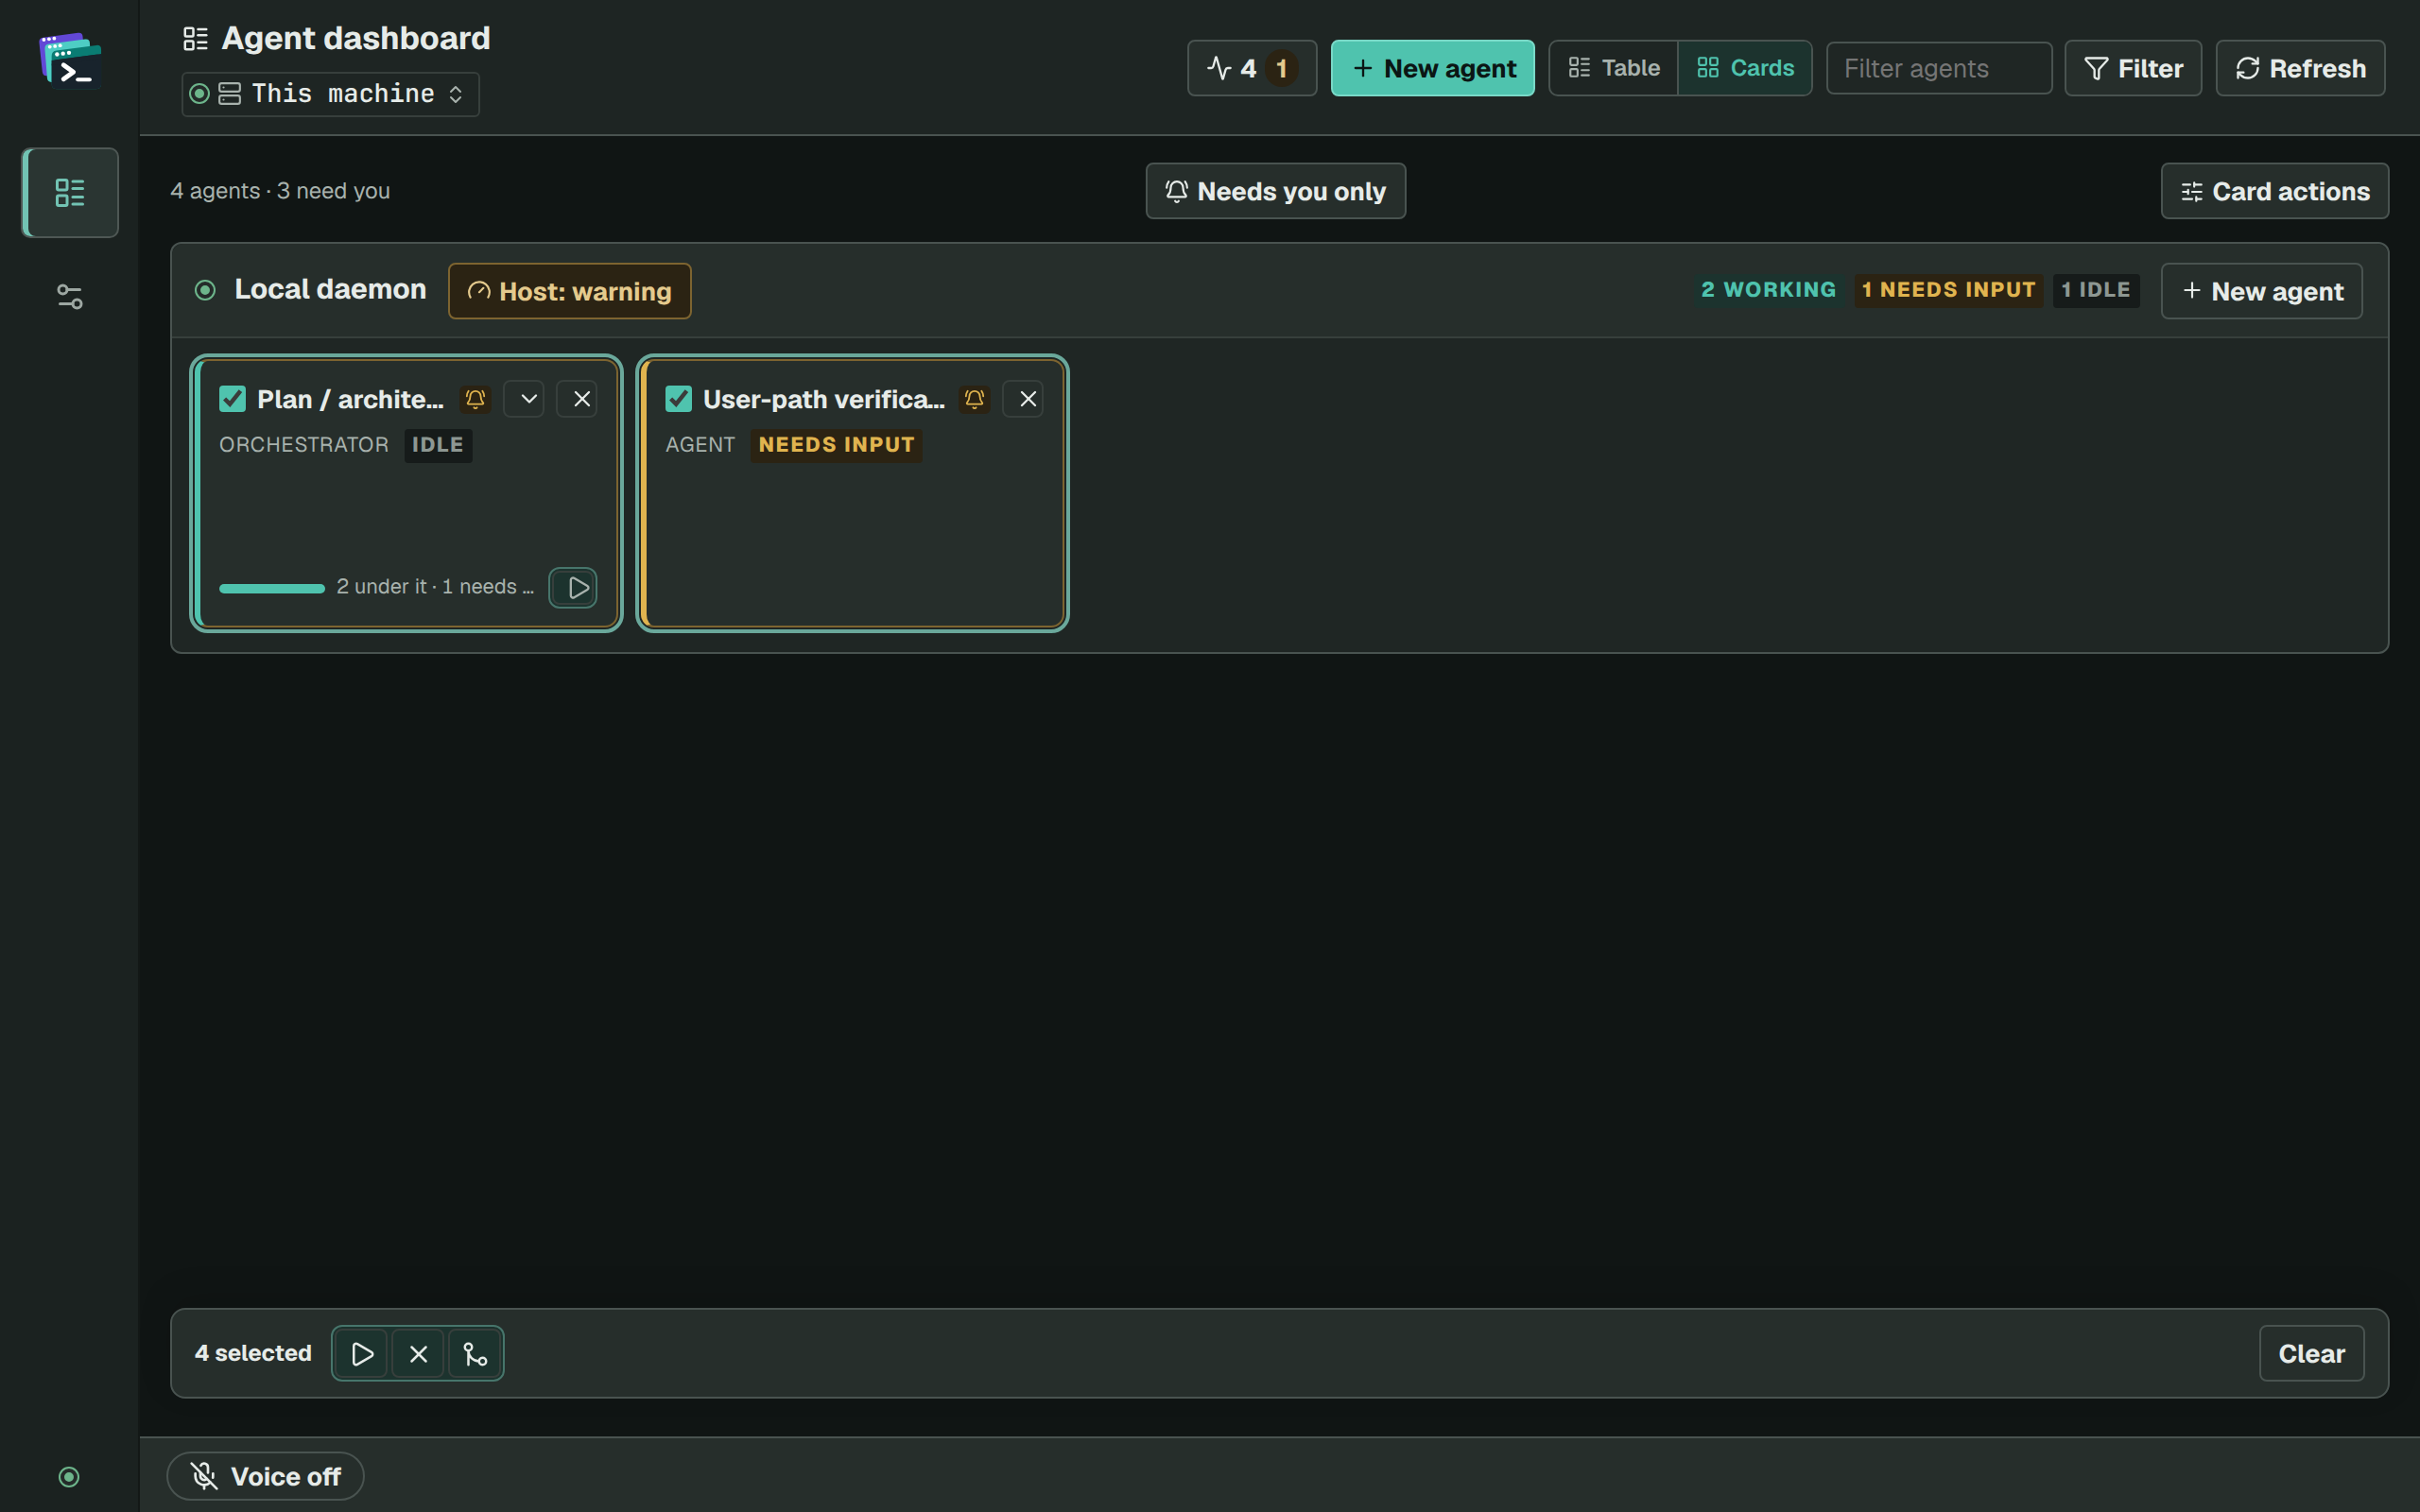 Agent dashboard
This machine
4 1
New agent
Table
Cards
Filter agents
Filter
Refresh
4 agents · 3 need you
Needs you only
Card actions
Local daemon
Host: warning
2 WORKING
1 NEEDS INPUT
1 IDLE
New agent
Plan / archite...
ORCHESTRATOR IDLE
2 under it · 1 needs ...
User-path verifica...
AGENT NEEDS INPUT
4 selected
Clear
Voice off